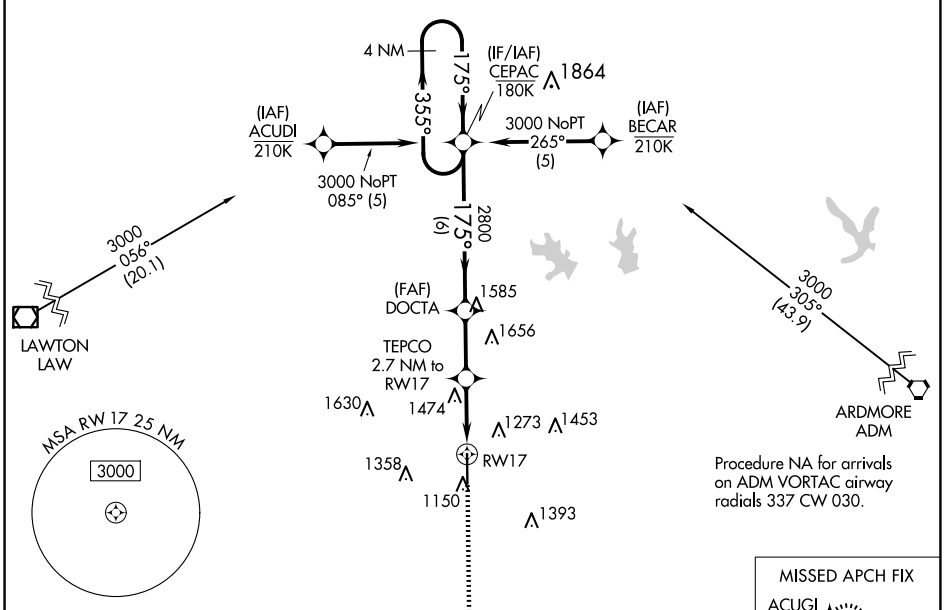 4 NM
175°
355°
(IF/IAF)
CEPAC
180K
1864
(IAF)
ACUDI
210K
3000 NoPT
265°
(5)
(IAF)
BECAR
210K
3000 NoPT
085° (5)
2800
175°
(6)
3000
056°
(20.1)
LAWTON
LAW
3000
305°
(43.9)
ARDMORE
ADM
(FAF)
DOCTA
1585
1656
TEPCO
2.7 NM to
RW17
1630
1474
1273
1453
RW17
1358
1150
1393
MSA RW 17 25 NM
3000
Procedure NA for arrivals
on ADM VORTAC airway
radials 337 CW 030.
MISSED APCH FIX
ACUGI